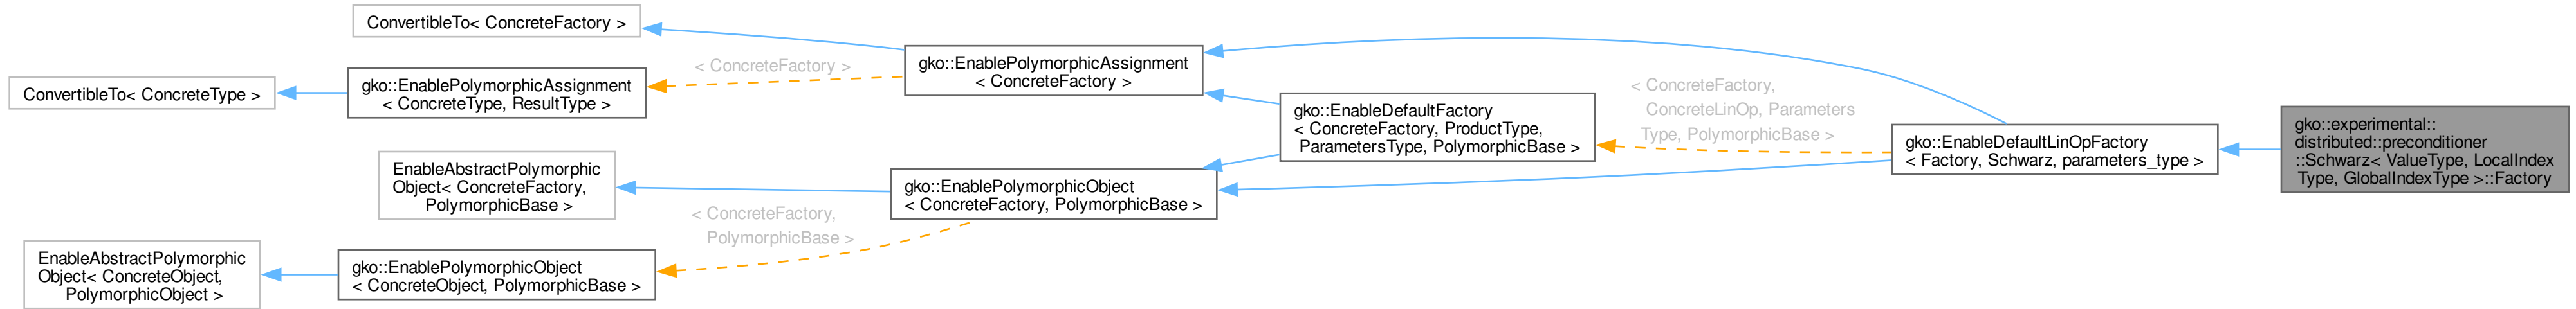 ConvertibleTo< ConcreteFactory >
ConvertibleTo< ConcreteType >
gko::EnablePolymorphicAssignment
< ConcreteType, ResultType >
< ConcreteFactory >
gko::EnablePolymorphicAssignment
< ConcreteFactory >
EnableAbstractPolymorphic
Object< ConcreteFactory,
PolymorphicBase >
EnableAbstractPolymorphic
Object< ConcreteObject,
PolymorphicObject >
gko::EnablePolymorphicObject
< ConcreteObject, PolymorphicBase >
< ConcreteFactory,
PolymorphicBase >
gko::EnablePolymorphicObject
< ConcreteFactory, PolymorphicBase >
gko::EnableDefaultFactory
< ConcreteFactory, ProductType,
ParametersType, PolymorphicBase >
< ConcreteFactory,
ConcreteLinOp, Parameters
Type, PolymorphicBase >
gko::EnableDefaultLinOpFactory
< Factory, Schwarz, parameters_type >
gko::experimental::
distributed::preconditioner
::Schwarz< ValueType, LocalIndex
Type, GlobalIndexType >::Factory